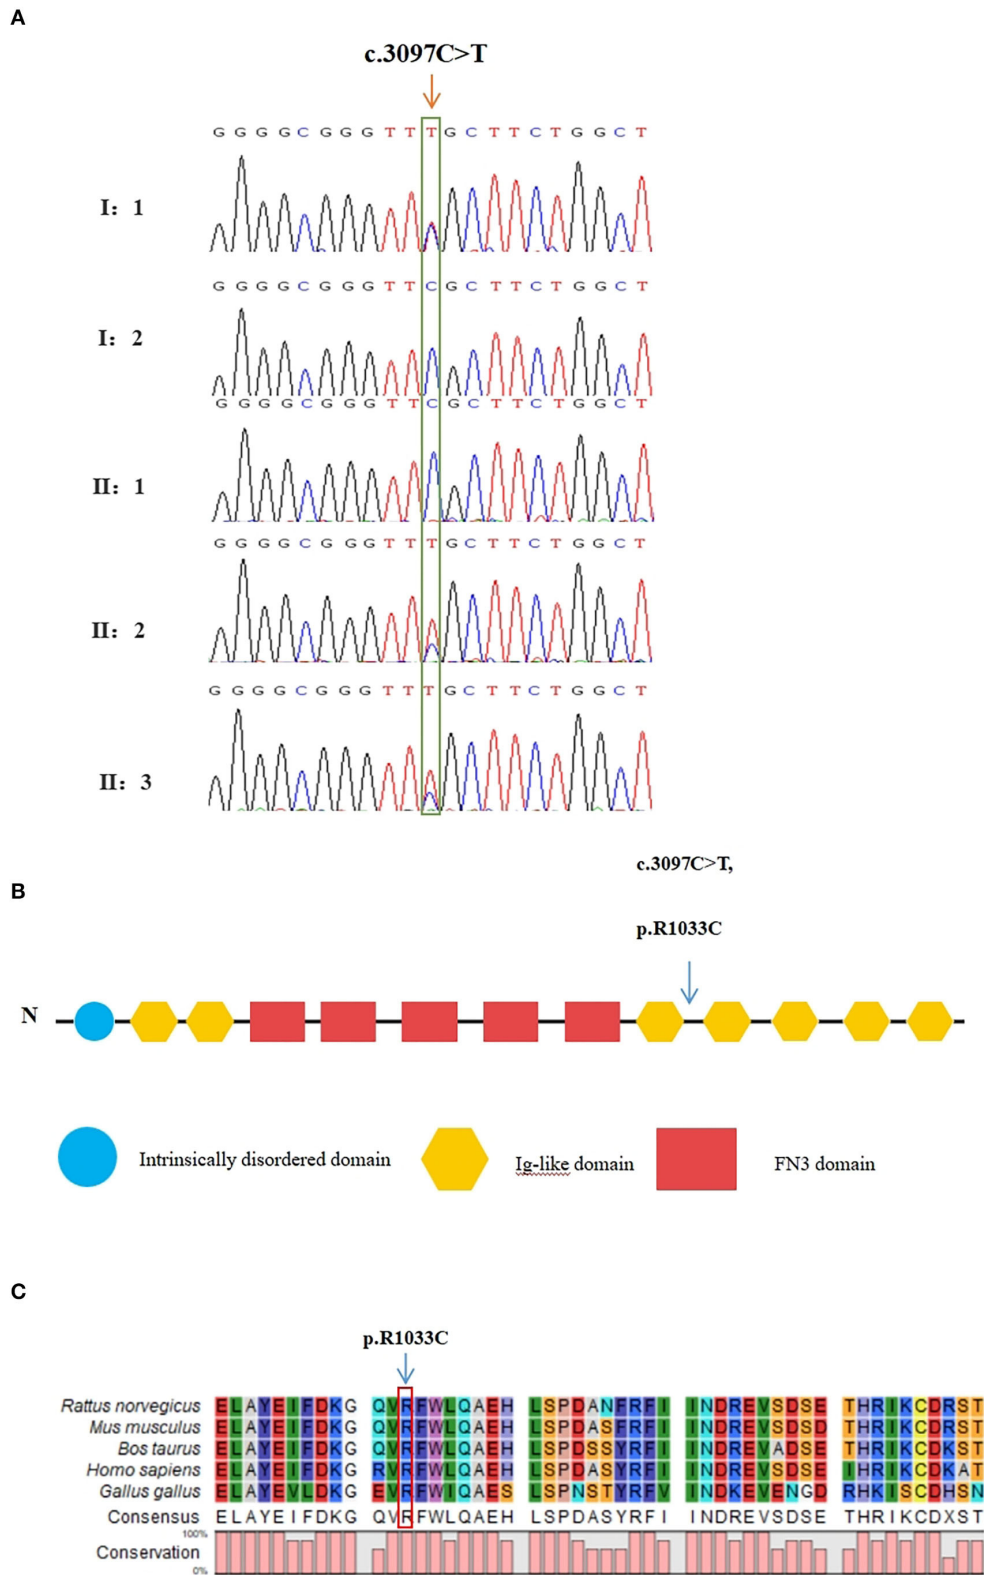 A
c.3097C>T
G G G G C G G G T T T G C T T C T G G C T
I: 1
G G G G C G G G T T C G C T T C T G G C T
I: 2
G G G G C G G G T T C G C T T C T G G C T
II: 1
G G G G C G G G T T T G C T T C T G G C T
II: 2
G G G G C G G G T T T G C T T C T G G C T
II: 3
B
c.3097C>T,
p.R1033C
N
Intrinsically disordered domain
Ig-like domain
FN3 domain
C
p.R1033C
Rattus norvegicus ELAYEIFDKG QVRFWLQAEH LSPDANFRFI INDREVSDSE THRIKCDRST
Mus musculus ELAYEIFDKG QVRFWLQAEH LSPDASFRFI INDREVSDSE THRIKCDRST
Bos taurus ELAYEIFDKG QVRFWLQAEH LSPDSSYRFI INDREVADSE THRIKCDKST
Homo sapiens ELAYEIFDKG RVRFWLQAEH LSPDASYRFI INDREVSDSE IHRIKCDKAT
Gallus gallus ELAYEVLDKG EVRFWIQAES LSPNSTYRFV INDKEVENGD RHKISCDHSN
Consensus ELAYEIFDKG QVRFWLQAEH LSPDASYRFI INDREVSDSE THRIKCDXST
100%
Conservation
0%